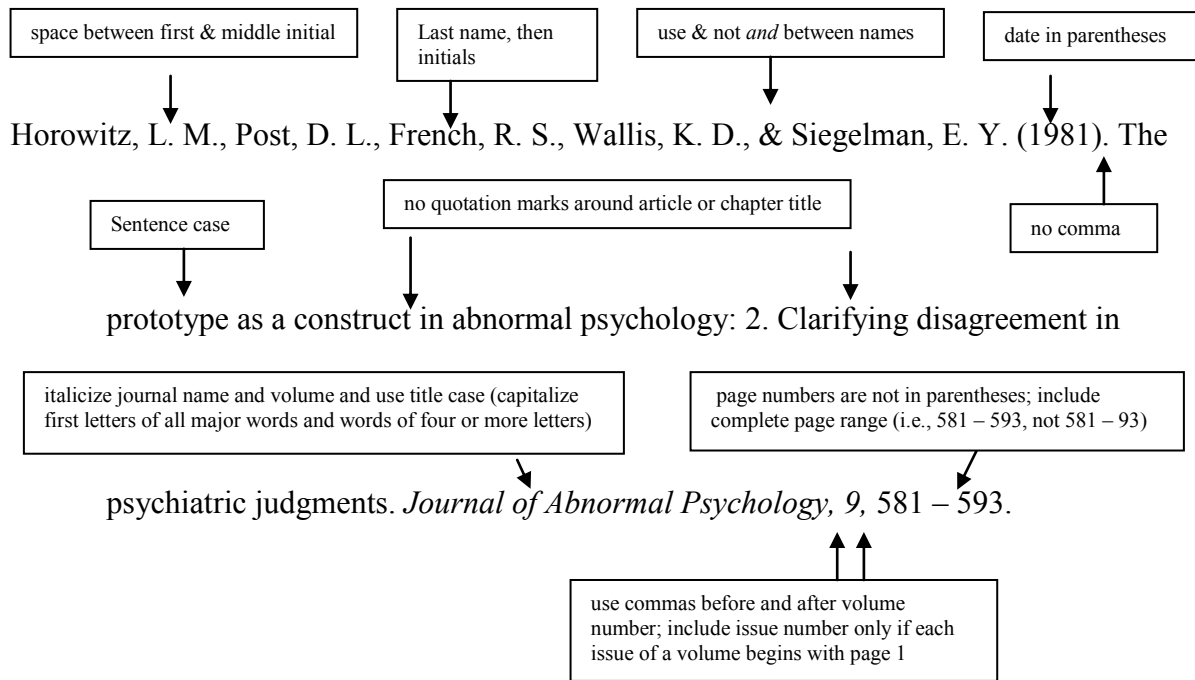 space between first & middle initial
Last name, then
initials
use & not and between names
date in parentheses
Horowitz, L. M., Post, D. L., French, R. S., Wallis, K. D., & Siegelman, E. Y. (1981). The
Sentence case
no quotation marks around article or chapter title
no comma
prototype as a construct in abnormal psychology: 2. Clarifying disagreement in
italicize journal name and volume and use title case (capitalize
first letters of all major words and words of four or more letters)
page numbers are not in parentheses; include
complete page range (i.e., 581 – 593, not 581 – 93)
psychiatric judgments. Journal of Abnormal Psychology, 9, 581 – 593.
use commas before and after volume
number; include issue number only if each
issue of a volume begins with page 1